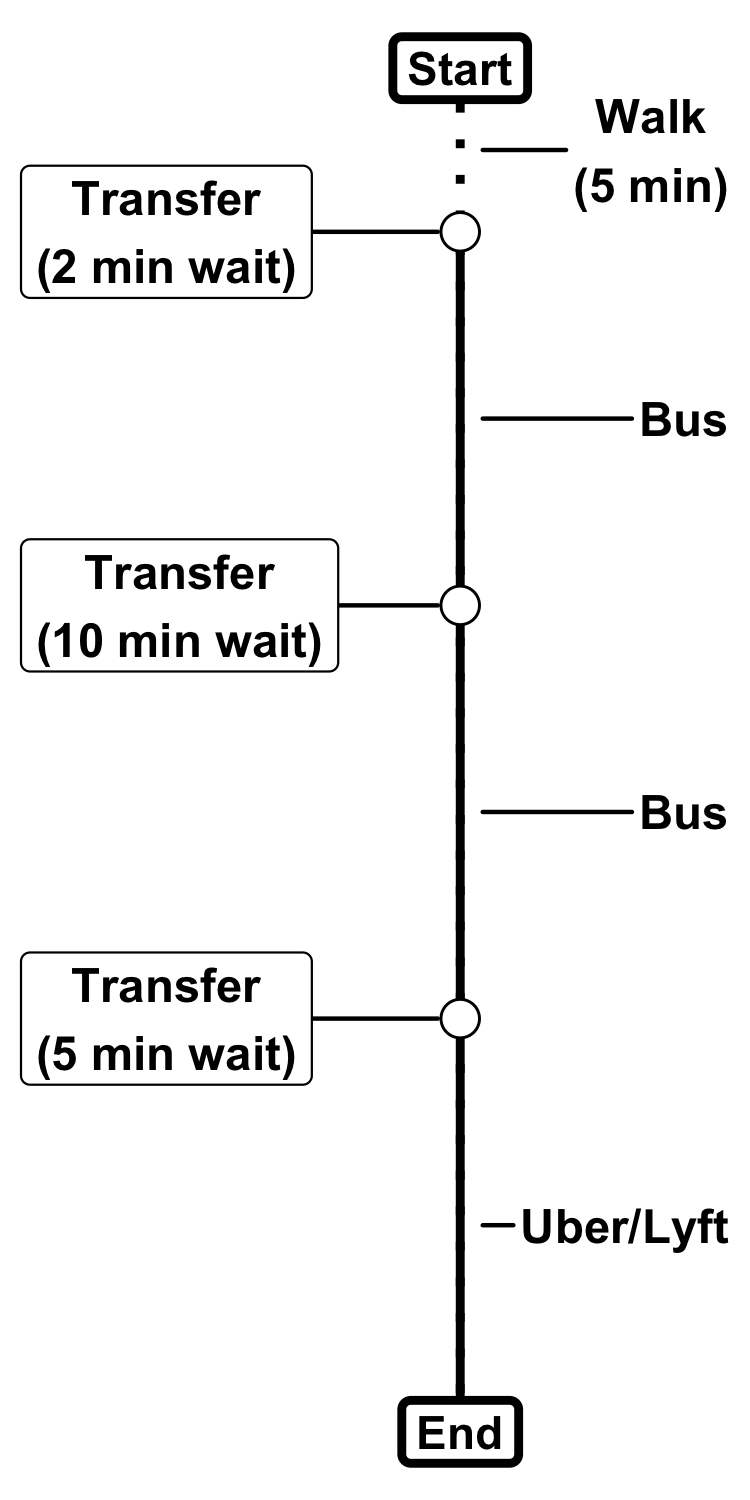 Start
Walk
(5 min)
Transfer
(2 min wait)
Bus
Transfer
(10 min wait)
Bus
Transfer
(5 min wait)
Uber/Lyft
End